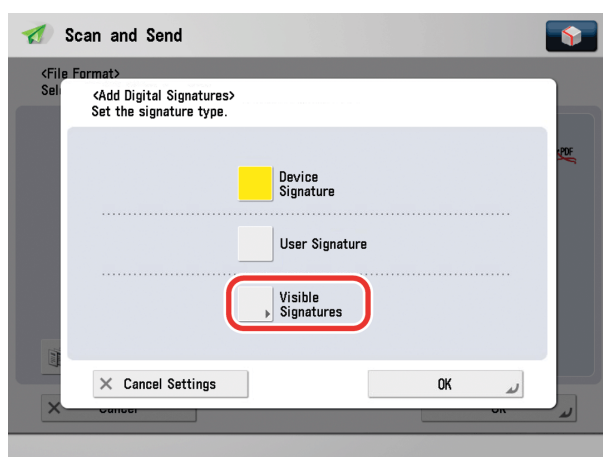 Scan and Send
<File Format>
Sel
<Add Digital Signatures>
Set the signature type.
PDF
Device
Signature
User Signature
Visible
Signatures
Cancel Settings
OK
Cancel
OK